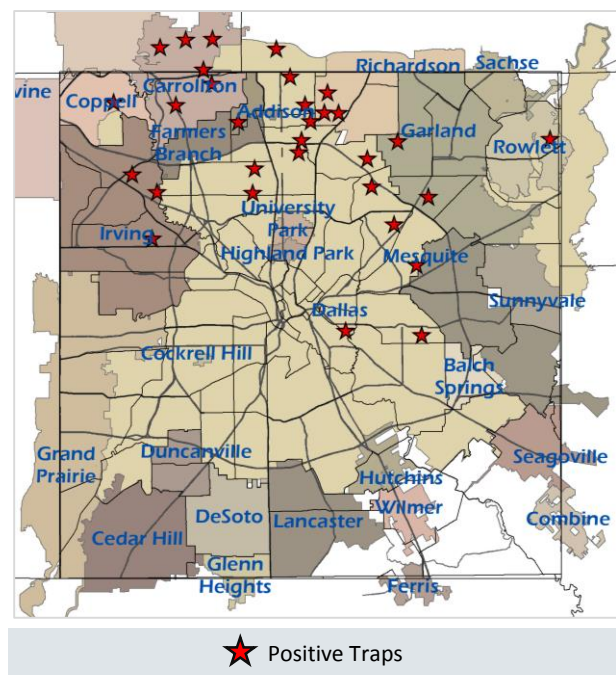 Richardson
Sachse
vine
Coppell
Carrollton
Addison
Farmers
Branch
Garland
Rowlett
University
Park
Irving
Highland Park
Mesquite
Sunnyvale
Dallas
Cockrell Hill
Balch
Springs
Grand
Prairie
Duncanville
Seagoville
Hutchins
Cedar Hill
DeSoto
Lancaster
Wilmer
Combine
Glenn
Heights
Ferris
Positive Traps